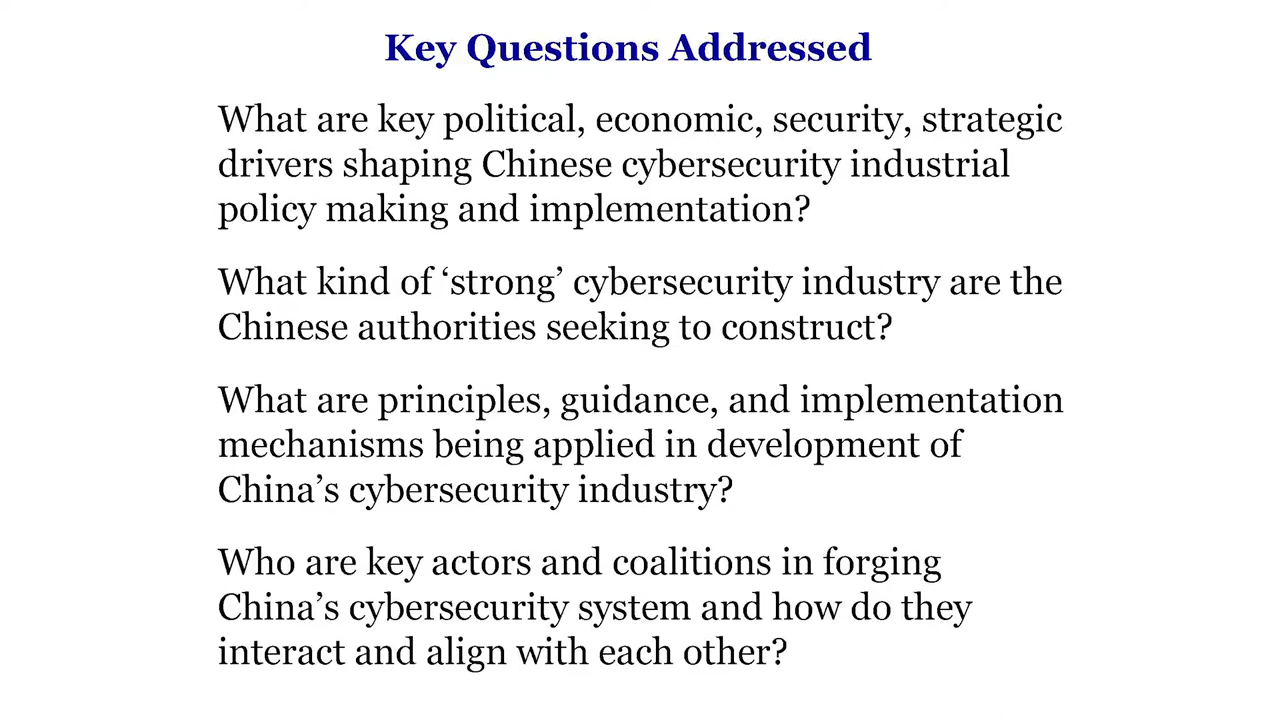 Key Questions Addressed
What are key political, economic, security, strategic
drivers shaping Chinese cybersecurity industrial
policy making and implementation?
What kind of ‘strong’ cybersecurity industry are the
Chinese authorities seeking to construct?
What are principles, guidance, and implementation
mechanisms being applied in development of
China’s cybersecurity industry?
Who are key actors and coalitions in forging
China’s cybersecurity system and how do they
interact and align with each other?